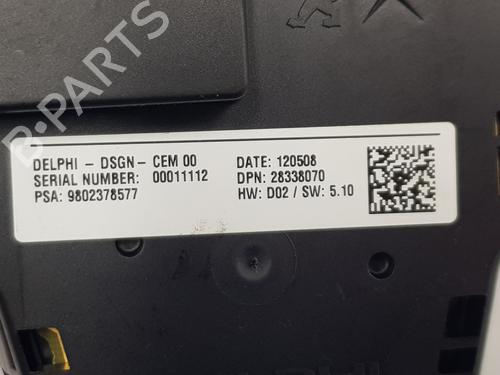 B-PARTS
DELPHI - DSGN- CEM 00
SERIAL NUMBER: 00011112
PSA: 9802378577
DATE: 120508
DPN: 28338070
HW: D02 / SW: 5.10